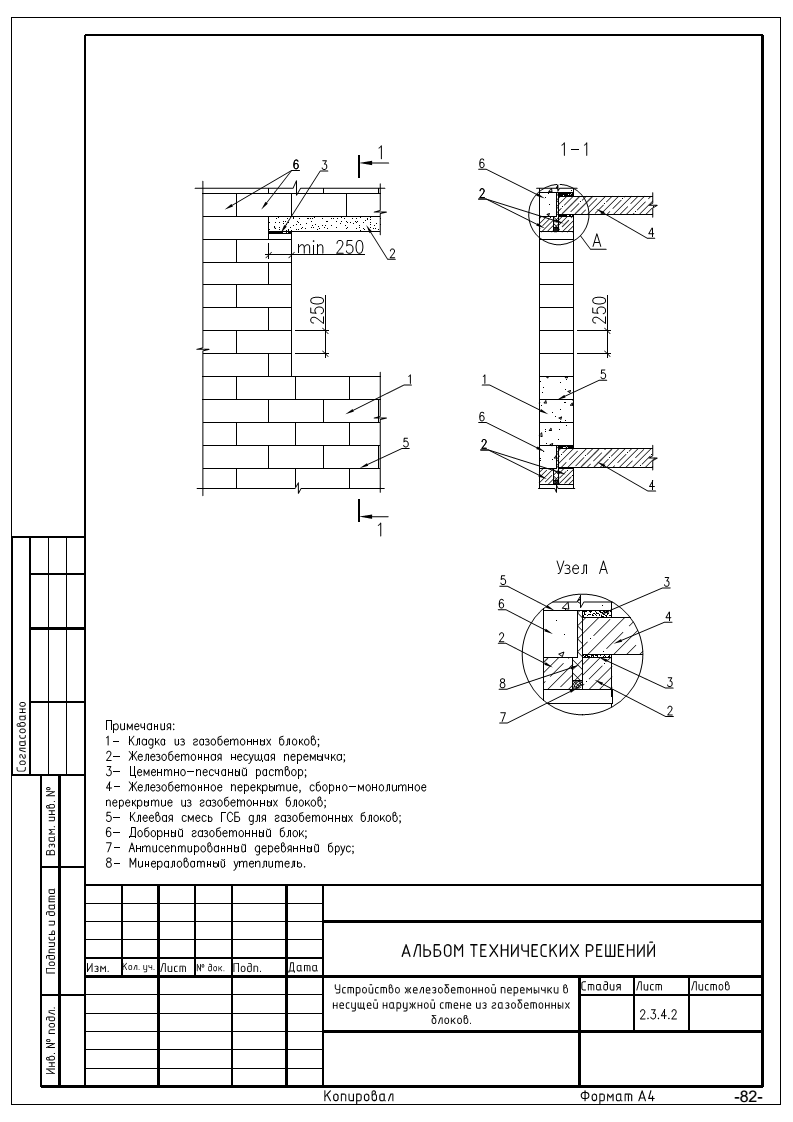 1
6
3
min 250
2
250
1
5
1
1-1
6
2
4
А
250
1
5
6
2
4
Узел А
5
6
2
8
7
3
4
3
2
Примечания:
1- Кладка из газобетонных блоков;
2- Железобетонная несущая перемычка;
3- Цементно-песчаный раствор;
4- Железобетонное перекрытие, сборно-монолитное
перекрытие из газобетонных блоков;
5- Клеевая смесь ГСБ для газобетонных блоков;
6- Доборный газобетонный блок;
7- Антисептированный деревянный брус;
8- Минераловатный утеплитель.
Согласовано
Взам. инв. №
Подпись и дата
Инв. № подл.
Изм. Кол. уч. Лист № док. Подп. Дата
АЛЬБОМ ТЕХНИЧЕСКИХ РЕШЕНИЙ
Устройство железобетонной перемычки в
несущей наружной стене из газобетонных
блоков.
Стадия Лист Листов
2.3.4.2
Копировал Формат А4 -82-